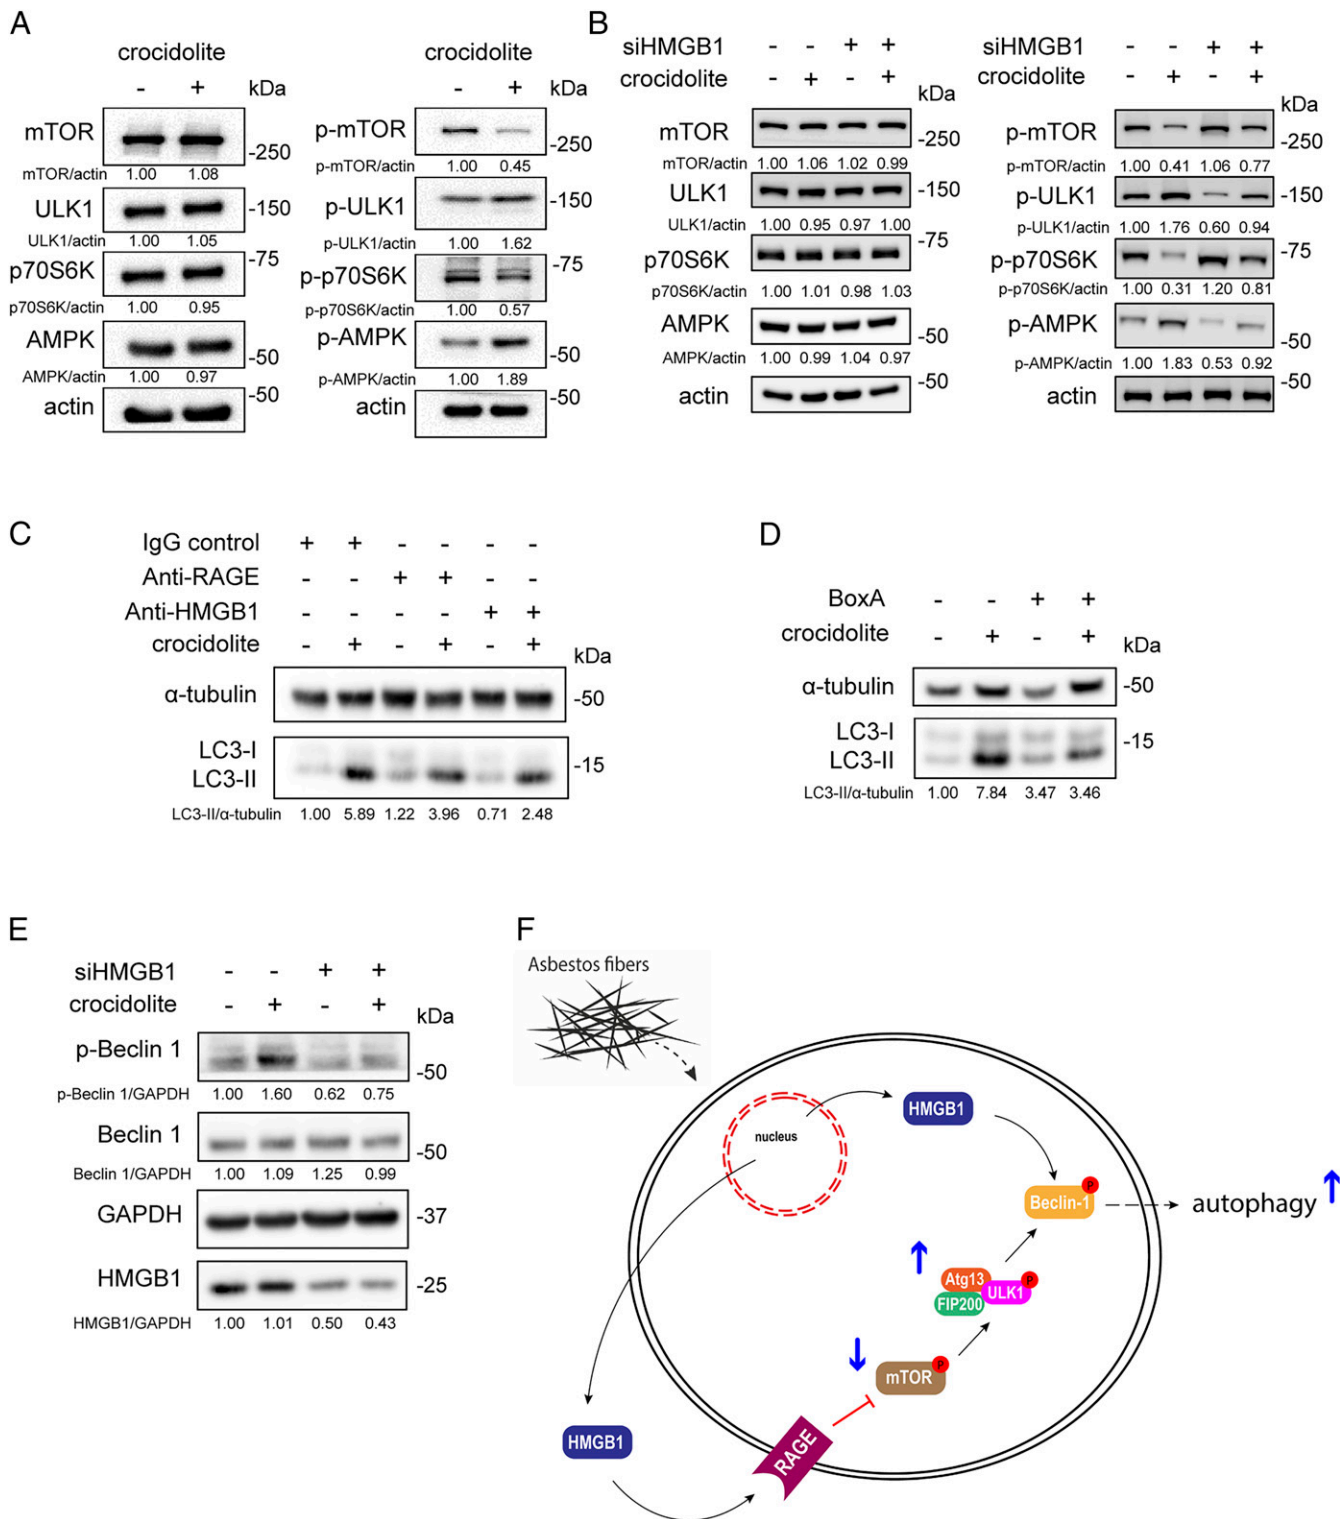 A
crocidolite
- + kDa
mTOR -250
mTOR/actin 1.00 1.08
ULK1 -150
ULK1/actin 1.00 1.05
p70S6K -75
p70S6K/actin 1.00 0.95
AMPK -50
AMPK/actin 1.00 0.97
actin -50
crocidolite
- + kDa
p-mTOR -250
p-mTOR/actin 1.00 0.45
p-ULK1 -150
p-ULK1/actin 1.00 1.62
p-p70S6K -75
p-p70S6K/actin 1.00 0.57
p-AMPK -50
p-AMPK/actin 1.00 1.89
actin -50
B
siHMGB1 - - + +
crocidolite - + - +
kDa
mTOR -250
mTOR/actin 1.00 1.06 1.02 0.99
ULK1 -150
ULK1/actin 1.00 0.95 0.97 1.00
p70S6K -75
p70S6K/actin 1.00 1.01 0.98 1.03
AMPK -50
AMPK/actin 1.00 0.99 1.04 0.97
actin -50
siHMGB1 - - + +
crocidolite - + - +
kDa
p-mTOR -250
p-mTOR/actin 1.00 0.41 1.06 0.77
p-ULK1 -150
p-ULK1/actin 1.00 1.76 0.60 0.94
p-p70S6K -75
p-p70S6K/actin 1.00 0.31 1.20 0.81
p-AMPK -50
p-AMPK/actin 1.00 1.83 0.53 0.92
actin -50
C
IgG control + + - - - -
Anti-RAGE - - + + - -
Anti-HMGB1 - - - - + +
crocidolite - + - + - +
kDa
α-tubulin -50
LC3-I
LC3-II -15
LC3-II/α-tubulin 1.00 5.89 1.22 3.96 0.71 2.48
D
BoxA - - + +
crocidolite - + - + kDa
α-tubulin -50
LC3-I -15
LC3-II
LC3-II/α-tubulin 1.00 7.84 3.47 3.46
E
siHMGB1 - - + +
crocidolite - + - +
kDa
p-Beclin 1 -50
p-Beclin 1/GAPDH 1.00 1.60 0.62 0.75
Beclin 1 -50
Beclin 1/GAPDH 1.00 1.09 1.25 0.99
GAPDH -37
HMGB1 -25
HMGB1/GAPDH 1.00 1.01 0.50 0.43
F
Asbestos fibers
nucleus
HMGB1
P
Beclin-1
autophagy
Atg13
P
ULK1
FIP200
P
mTOR
HMGB1
RAGE